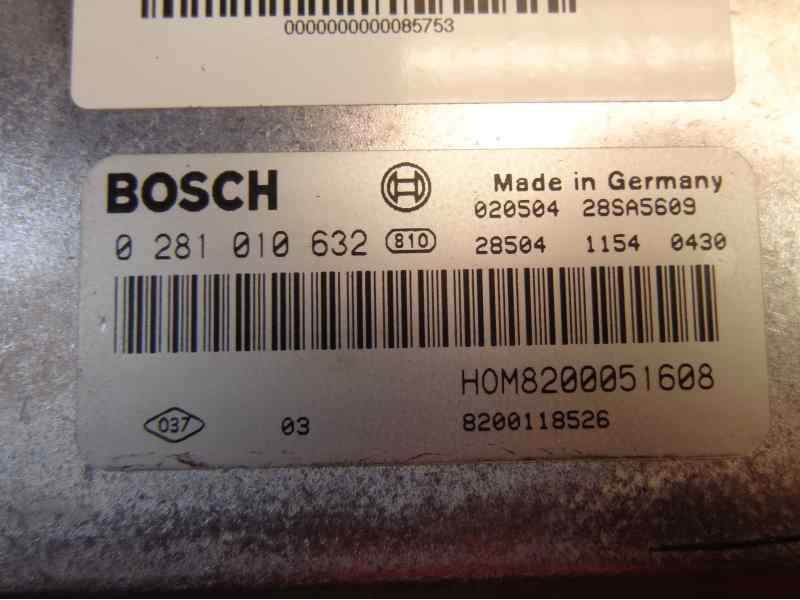 0000000000085753
BOSCH
Made in Germany
020504 28SA5609
0 281 010 632 810
28504 1154 0430
HOM8200051608
037 03 8200118526